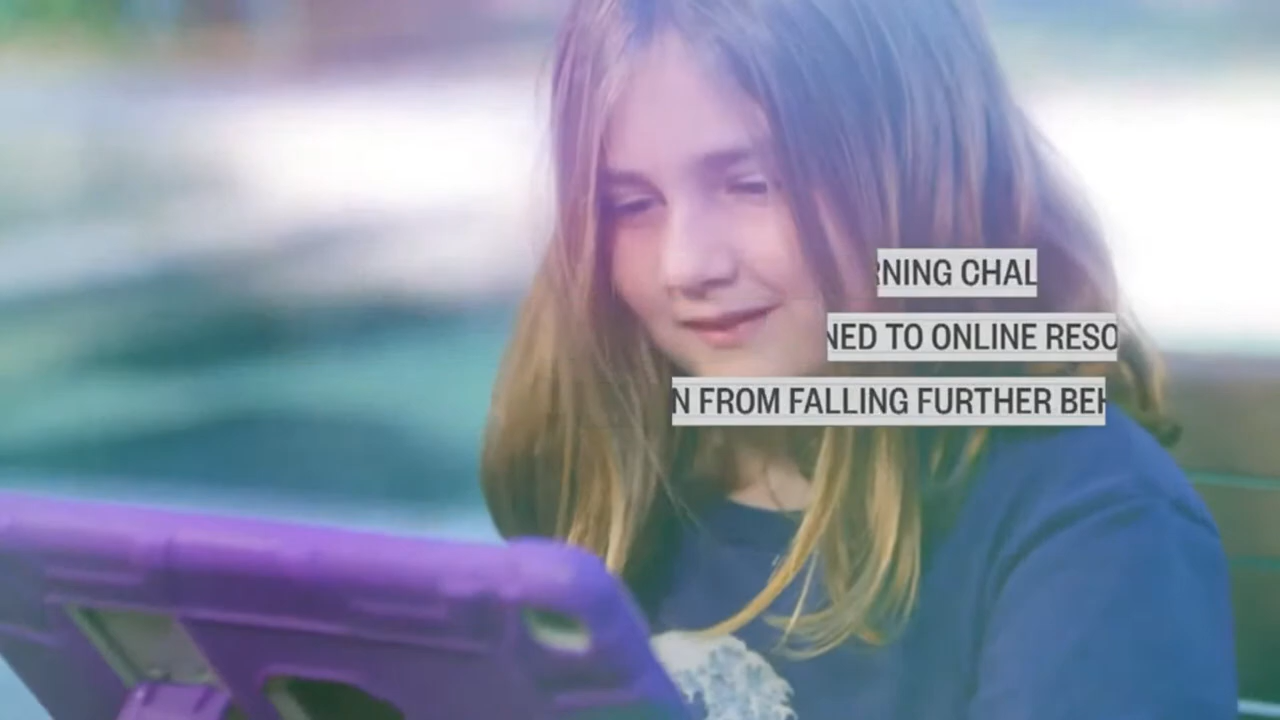 RNING CHAL
NED TO ONLINE RESO
N FROM FALLING FURTHER BEH